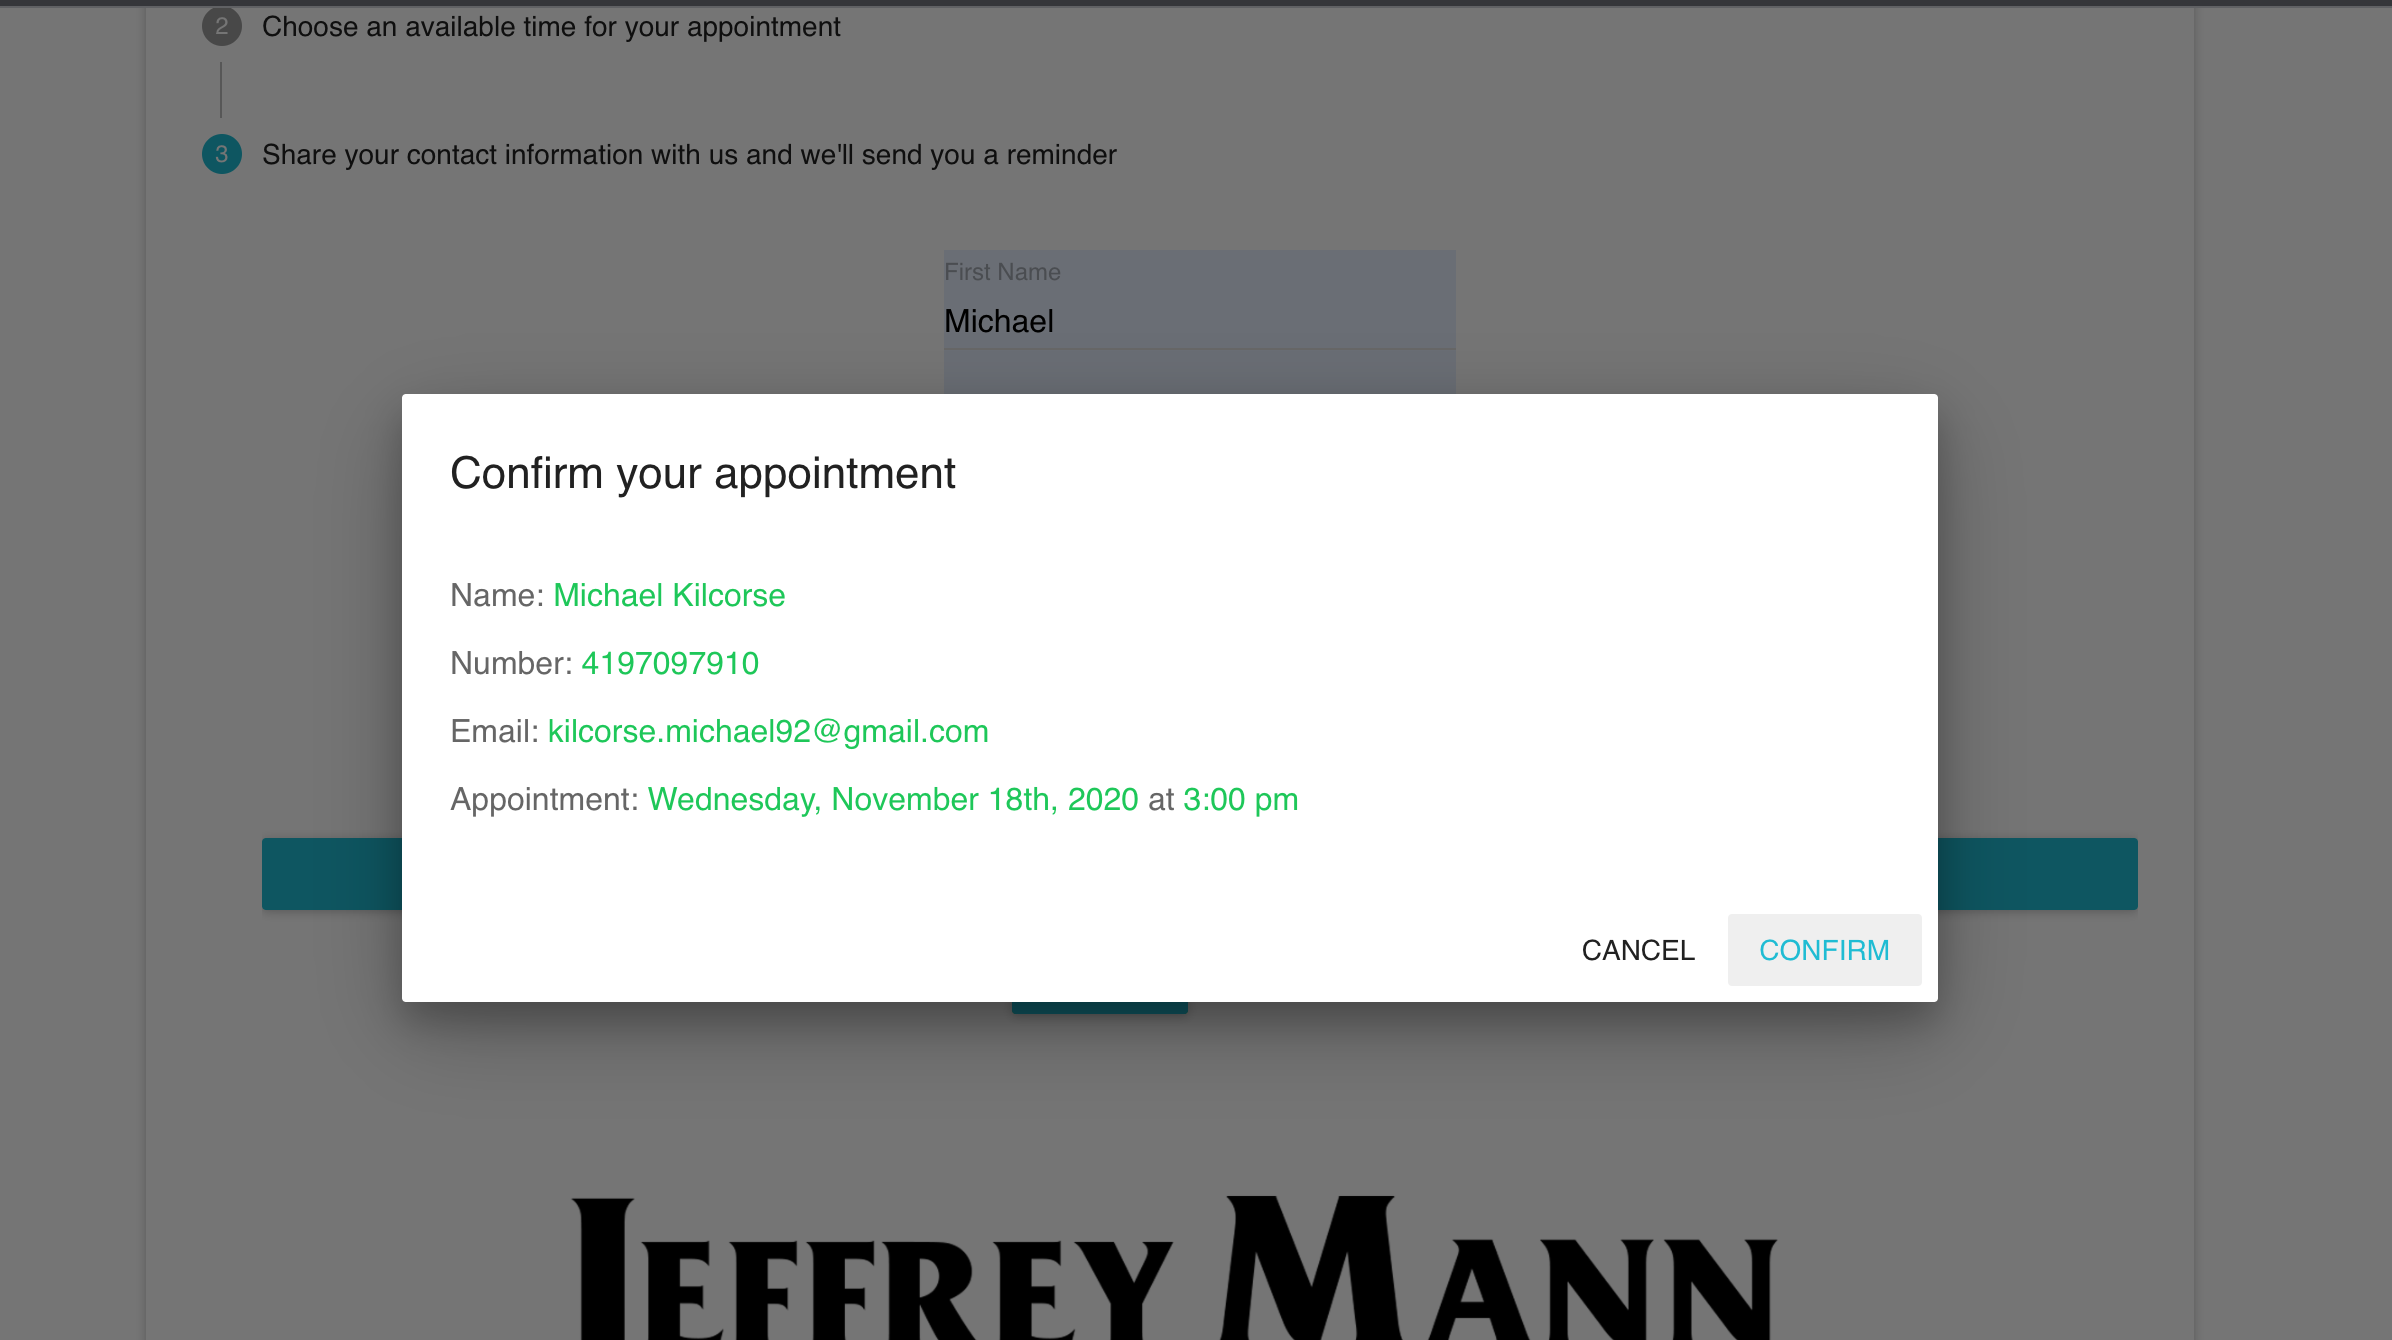 2 Choose an available time for your appointment
3 Share your contact information with us and we'll send you a reminder
First Name
Michael
Confirm your appointment
Name: Michael Kilcorse
Number: 4197097910
Email: kilcorse.michael92@gmail.com
Appointment: Wednesday, November 18th, 2020 at 3:00 pm
CANCEL CONFIRM
JEFFREY MANN